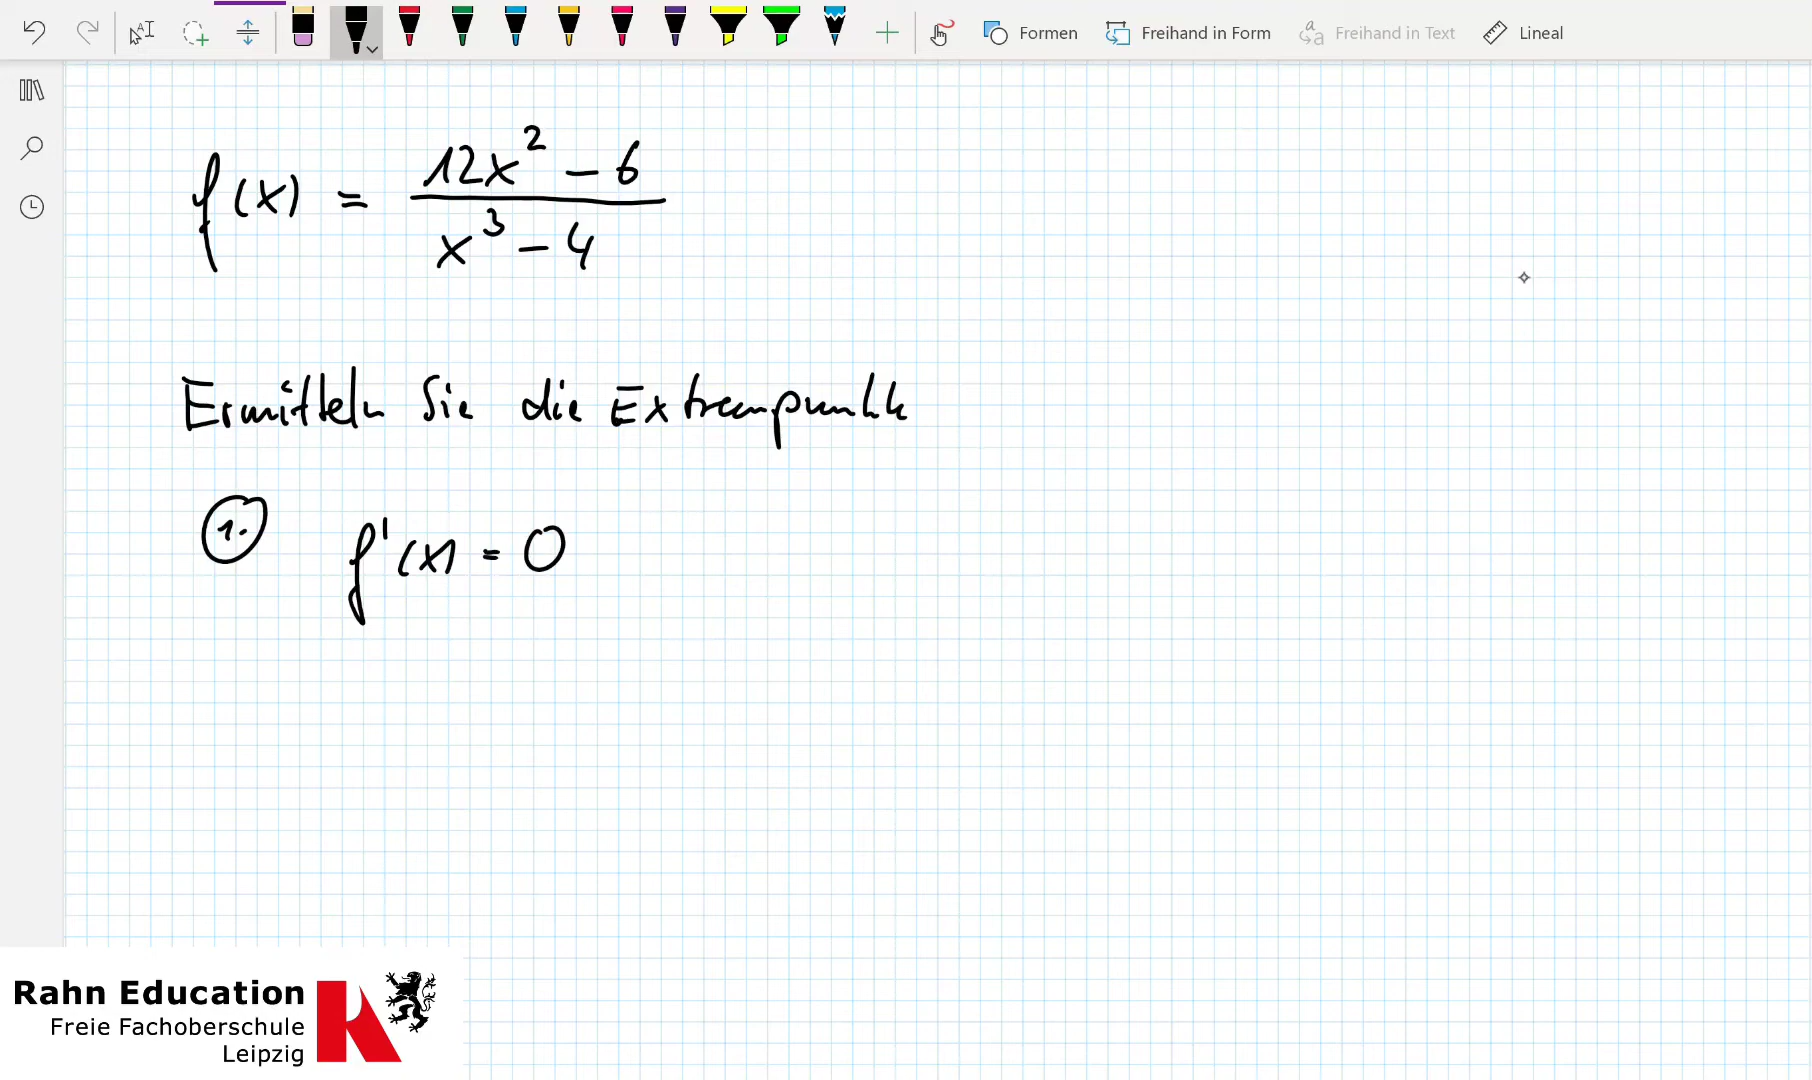 Formen
Freihand in Form
Freihand in Text
Lineal
f(x) = (12x² - 6) / (x³ - 4)
Ermitteln Sie die Extrempunkte
1. f'(x) = 0
Rahn Education
Freie Fachoberschule
Leipzig